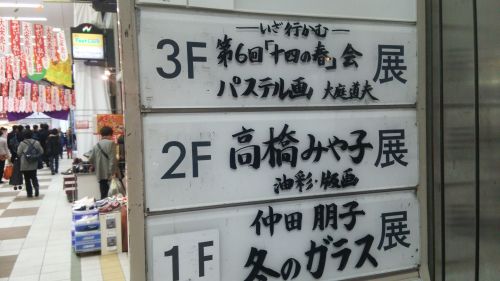 —いざ行かむ—
3F 第6回「十四の春」会 展
パステル画 大庭道夫
2F 高橋みや子 展
油彩・版画
仲田 朋子
1F 冬のガラス 展